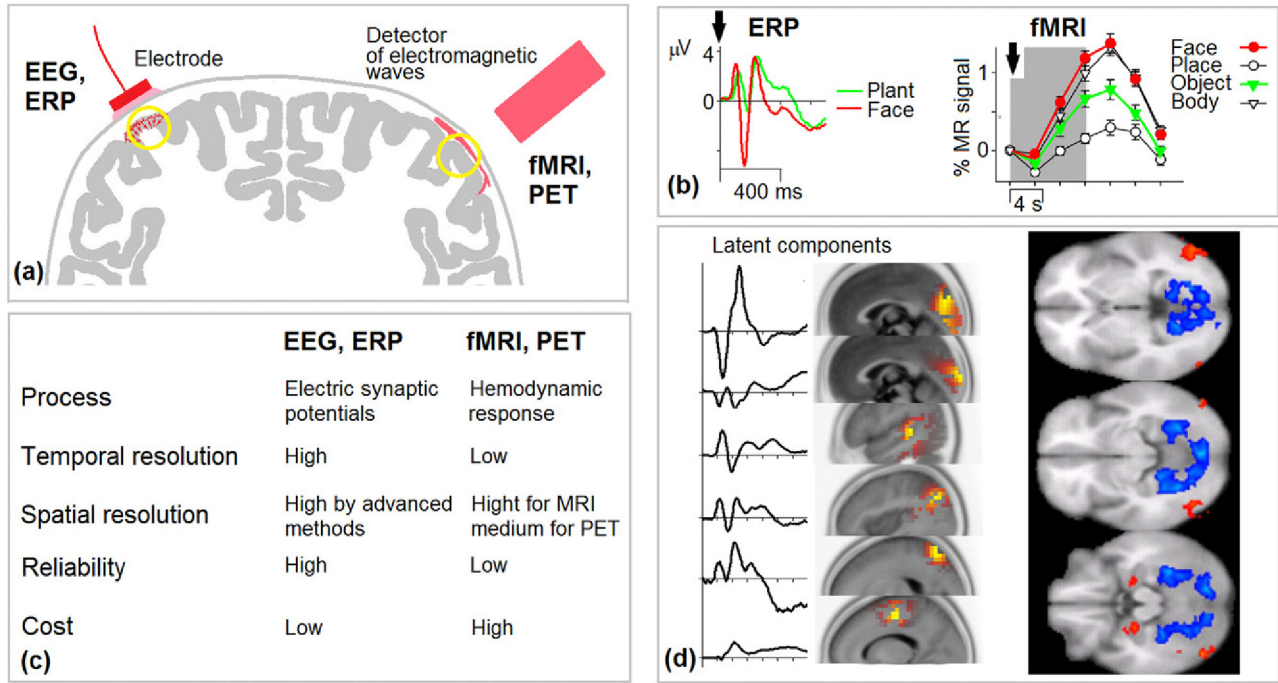 Electrode
EEG,
ERP
Detector
of electromagnetic
waves
fMRI,
PET
(a)
ERP
μV
4
0
Plant
Face
400 ms
fMRI
% MR signal
1
0
4 s
Face
Place
Object
Body
(b)
EEG, ERP
fMRI, PET
Process
Electric synaptic
potentials
Hemodynamic
response
Temporal resolution
High
Low
Spatial resolution
High by advanced
methods
Hight for MRI
medium for PET
Reliability
High
Low
Cost
Low
High
(c)
Latent components
(d)